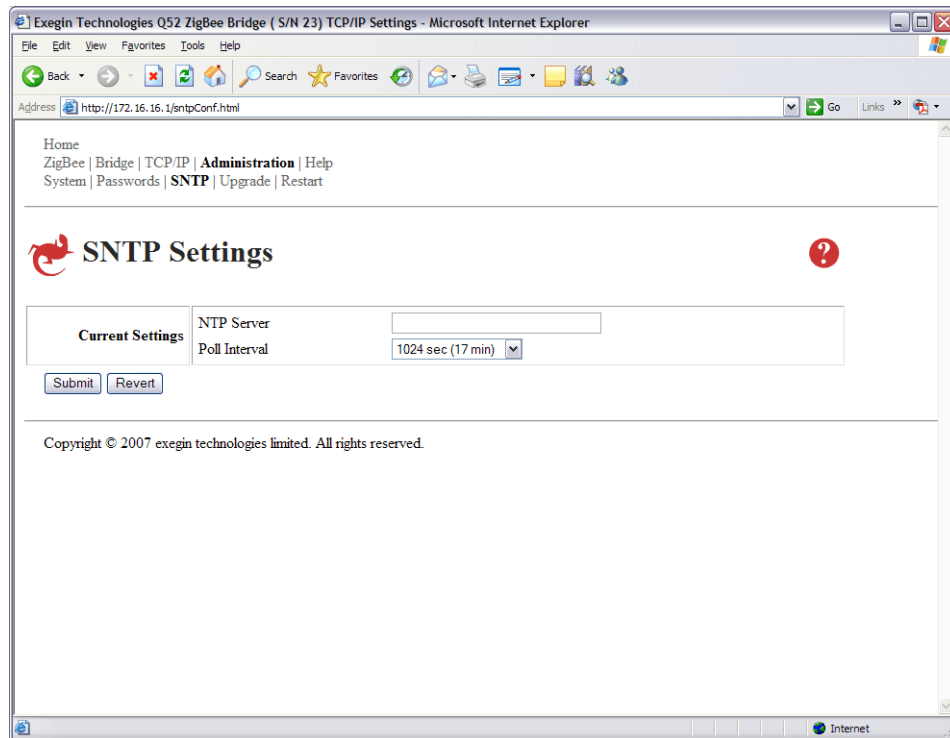 Exegin Technologies Q52 ZigBee Bridge ( S/N 23) TCP/IP Settings - Microsoft Internet Explorer
File Edit View Favorites Tools Help
Back Search Favorites
Address http://172.16.16.1/sntpConf.html Go Links »
Home
ZigBee | Bridge | TCP/IP | Administration | Help
System | Passwords | SNTP | Upgrade | Restart
SNTP Settings ?
Current Settings
NTP Server
Poll Interval 1024 sec (17 min)
Submit Revert
Copyright © 2007 exegin technologies limited. All rights reserved.
Internet